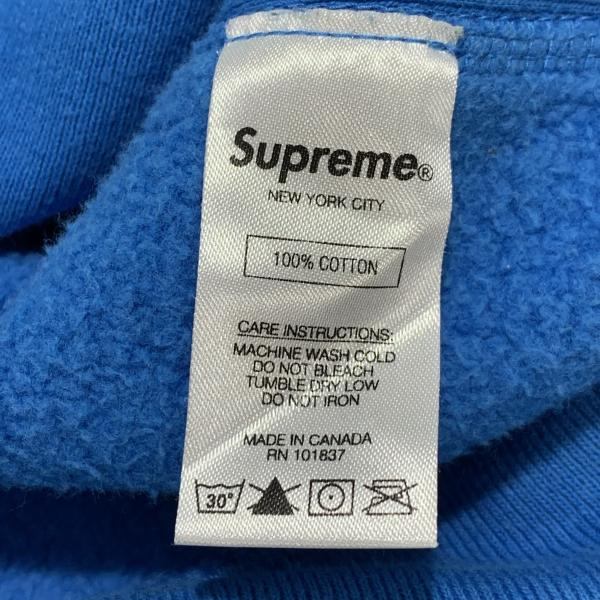 Supreme®
NEW YORK CITY
100% COTTON
CARE INSTRUCTIONS:
MACHINE WASH COLD
DO NOT BLEACH
TUMBLE DRY LOW
DO NOT IRON
MADE IN CANADA
RN 101837
30°